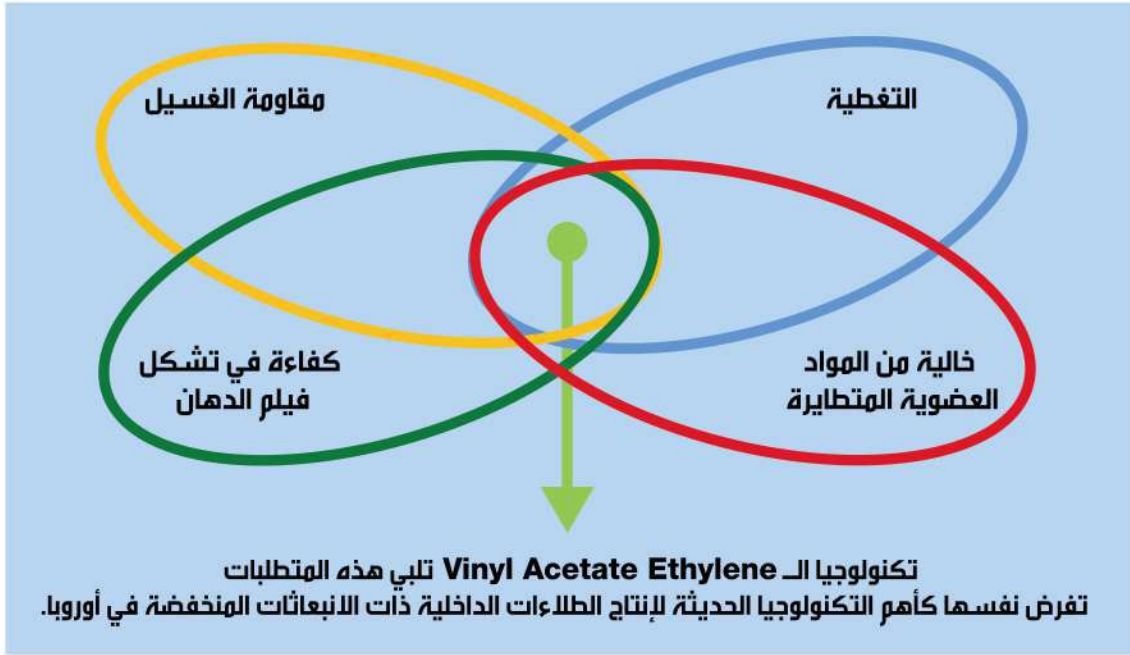 التغطية
مقاومة الغسيل
خالية من المواد
العضوية المتطايرة
كفاءة في تشكل
فيلم الدهان
تكنولوجيا الـ Vinyl Acetate Ethylene تلبي هذه المتطلبات
تفرض نفسها كأهم التكنولوجيا الحديثة لإنتاج الطلاءات الداخلية ذات الانبعاثات المنخفضة في أوروبا.